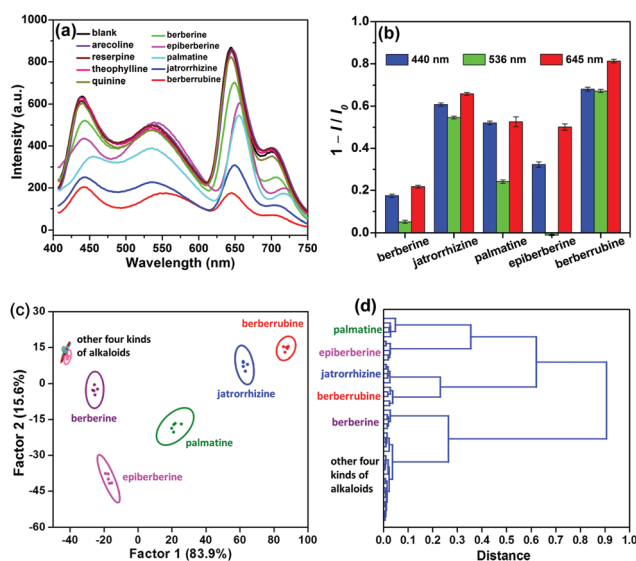 (a)
blank
arecoline
reserpine
theophylline
quinine
berberine
epiberberine
palmatine
jatrorrhizine
berberrubine
Intensity (a.u.)
1000
800
600
400
200
0
400 450 500 550 600 650 700 750
Wavelength (nm)
(b)
440 nm 536 nm 645 nm
1 – I / I0
1.0
0.8
0.6
0.4
0.2
0.0
berberine
jatrorrhizine
palmatine
epiberberine
berberrubine
(c)
other four kinds
of alkaloids
berberrubine
jatrorrhizine
berberine
palmatine
epiberberine
Factor 2 (15.6%)
30
15
0
-15
-30
-45
-60
-40 -20 0 20 40 60 80 100
Factor 1 (83.9%)
(d)
palmatine
epiberberine
jatrorrhizine
berberrubine
berberine
other four
kinds of
alkaloids
0.0 0.1 0.2 0.3 0.4 0.5 0.6 0.7 0.8 0.9 1.0
Distance